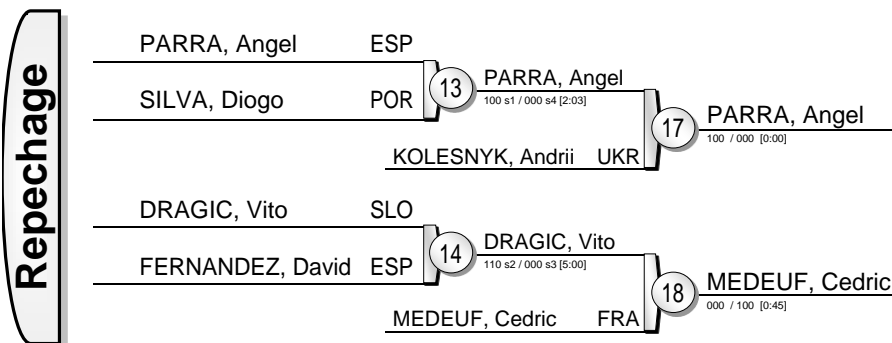 Repechage
PARRA, Angel ESP
SILVA, Diogo POR
13
PARRA, Angel
100 s1 / 000 s4 [2:03]
KOLESNYK, Andrii UKR
17
PARRA, Angel
100 / 000 [0:00]
DRAGIC, Vito SLO
FERNANDEZ, David ESP
14
DRAGIC, Vito
110 s2 / 000 s3 [5:00]
MEDEUF, Cedric FRA
18
MEDEUF, Cedric
000 / 100 [0:45]